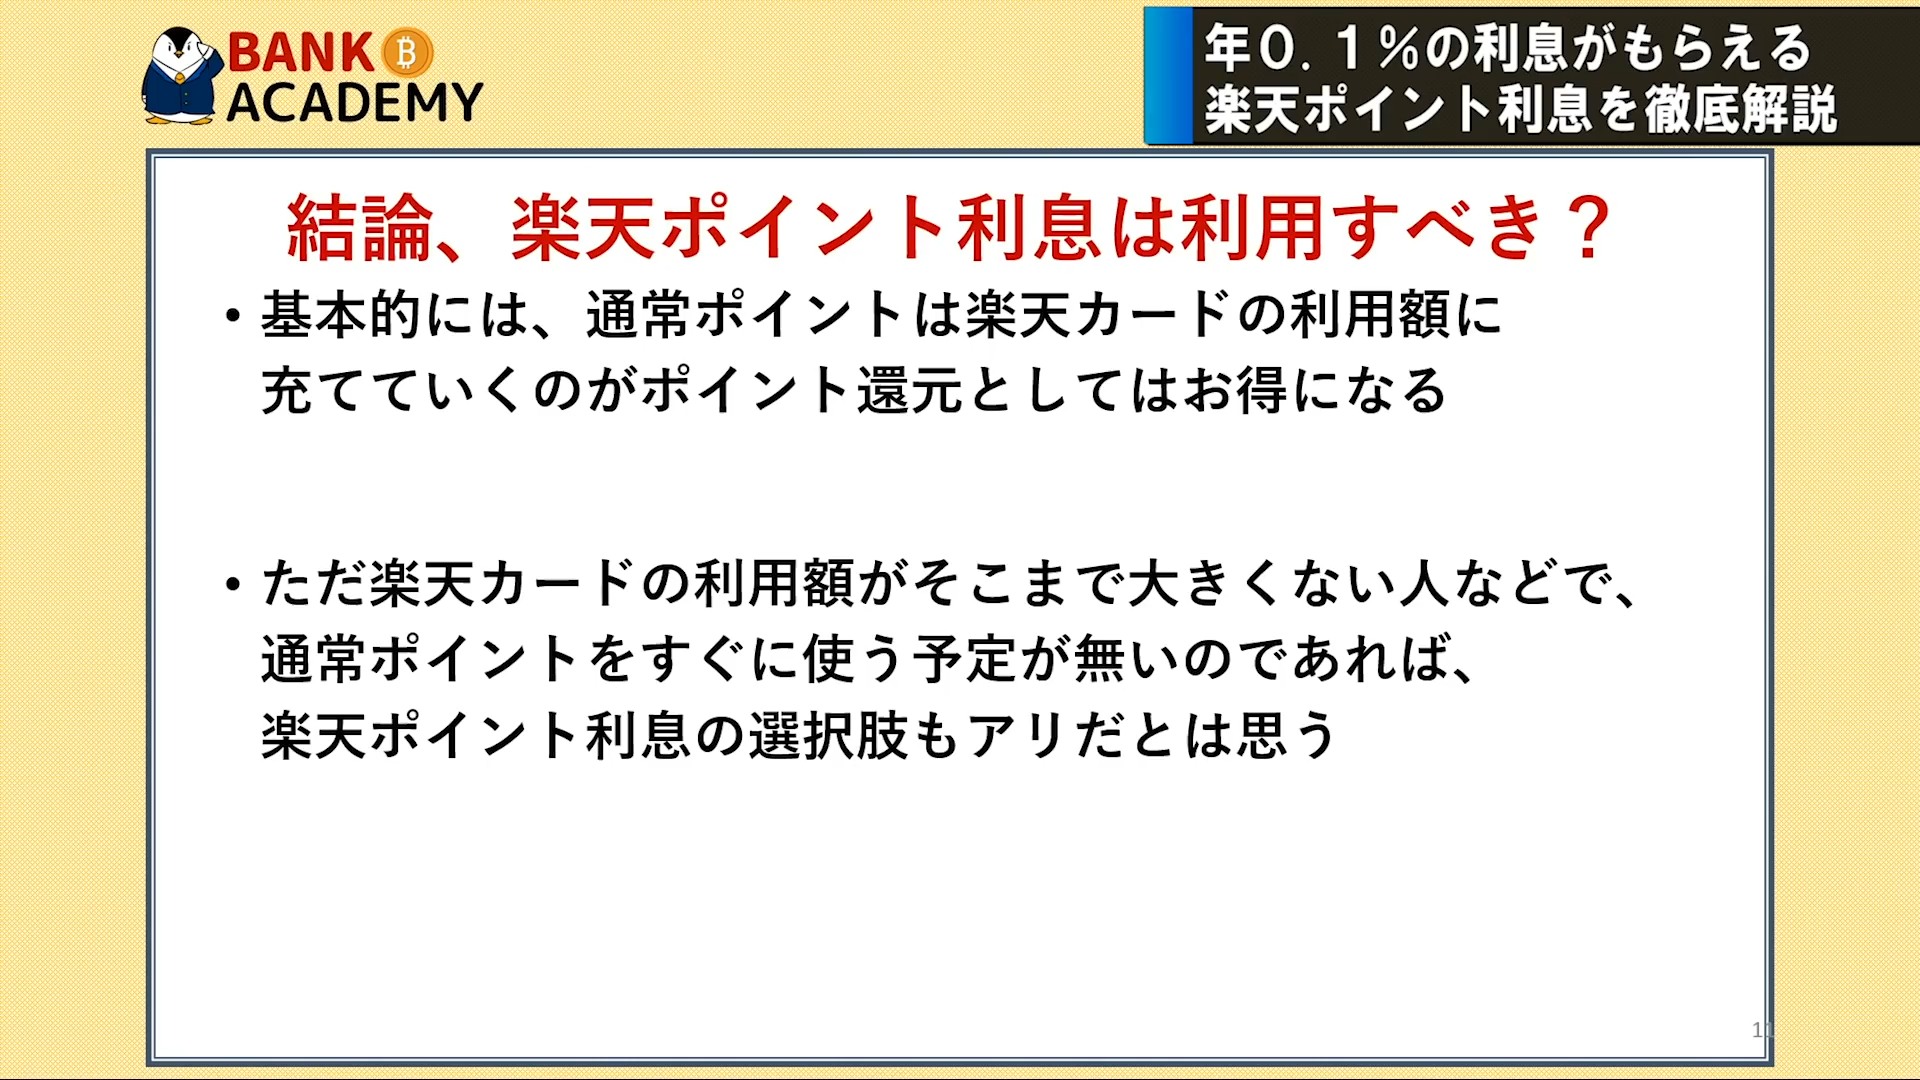 BANK
ACADEMY
年0.1%の利息がもらえる
楽天ポイント利息を徹底解説
結論、楽天ポイント利息は利用すべき？
・基本的には、通常ポイントは楽天カードの利用額に
充てていくのがポイント還元としてはお得になる
・ただ楽天カードの利用額がそこまで大きくない人などで、
通常ポイントをすぐに使う予定が無いのであれば、
楽天ポイント利息の選択肢もアリだとは思う
11